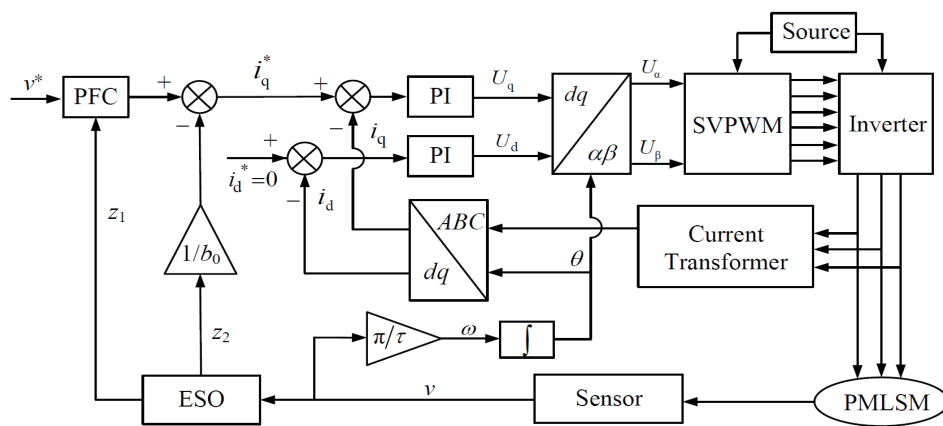 Source
v*
PFC
+
−
i_q^*
+
−
PI
U_q
dq
αβ
U_α
U_β
SVPWM
Inverter
i_q
+
i_d^*=0
−
i_d
PI
U_d
z_1
1/b_0
ABC
dq
θ
Current
Transformer
z_2
π/τ
ω
∫
ESO
v
Sensor
PMLSM